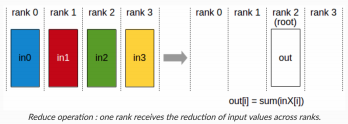 rank 0 rank 1 rank 2 rank 3 rank 0 rank 1 rank 2 rank 3
(root)
in0 in1 in2 in3 out
out[i] = sum(inX[i])
Reduce operation : one rank receives the reduction of input values across ranks.